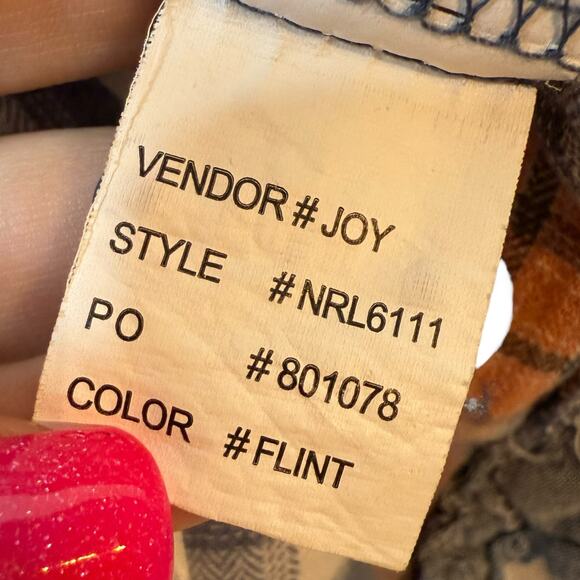 VENDOR # JOY
STYLE # NRL6111
PO # 801078
COLOR # FLINT